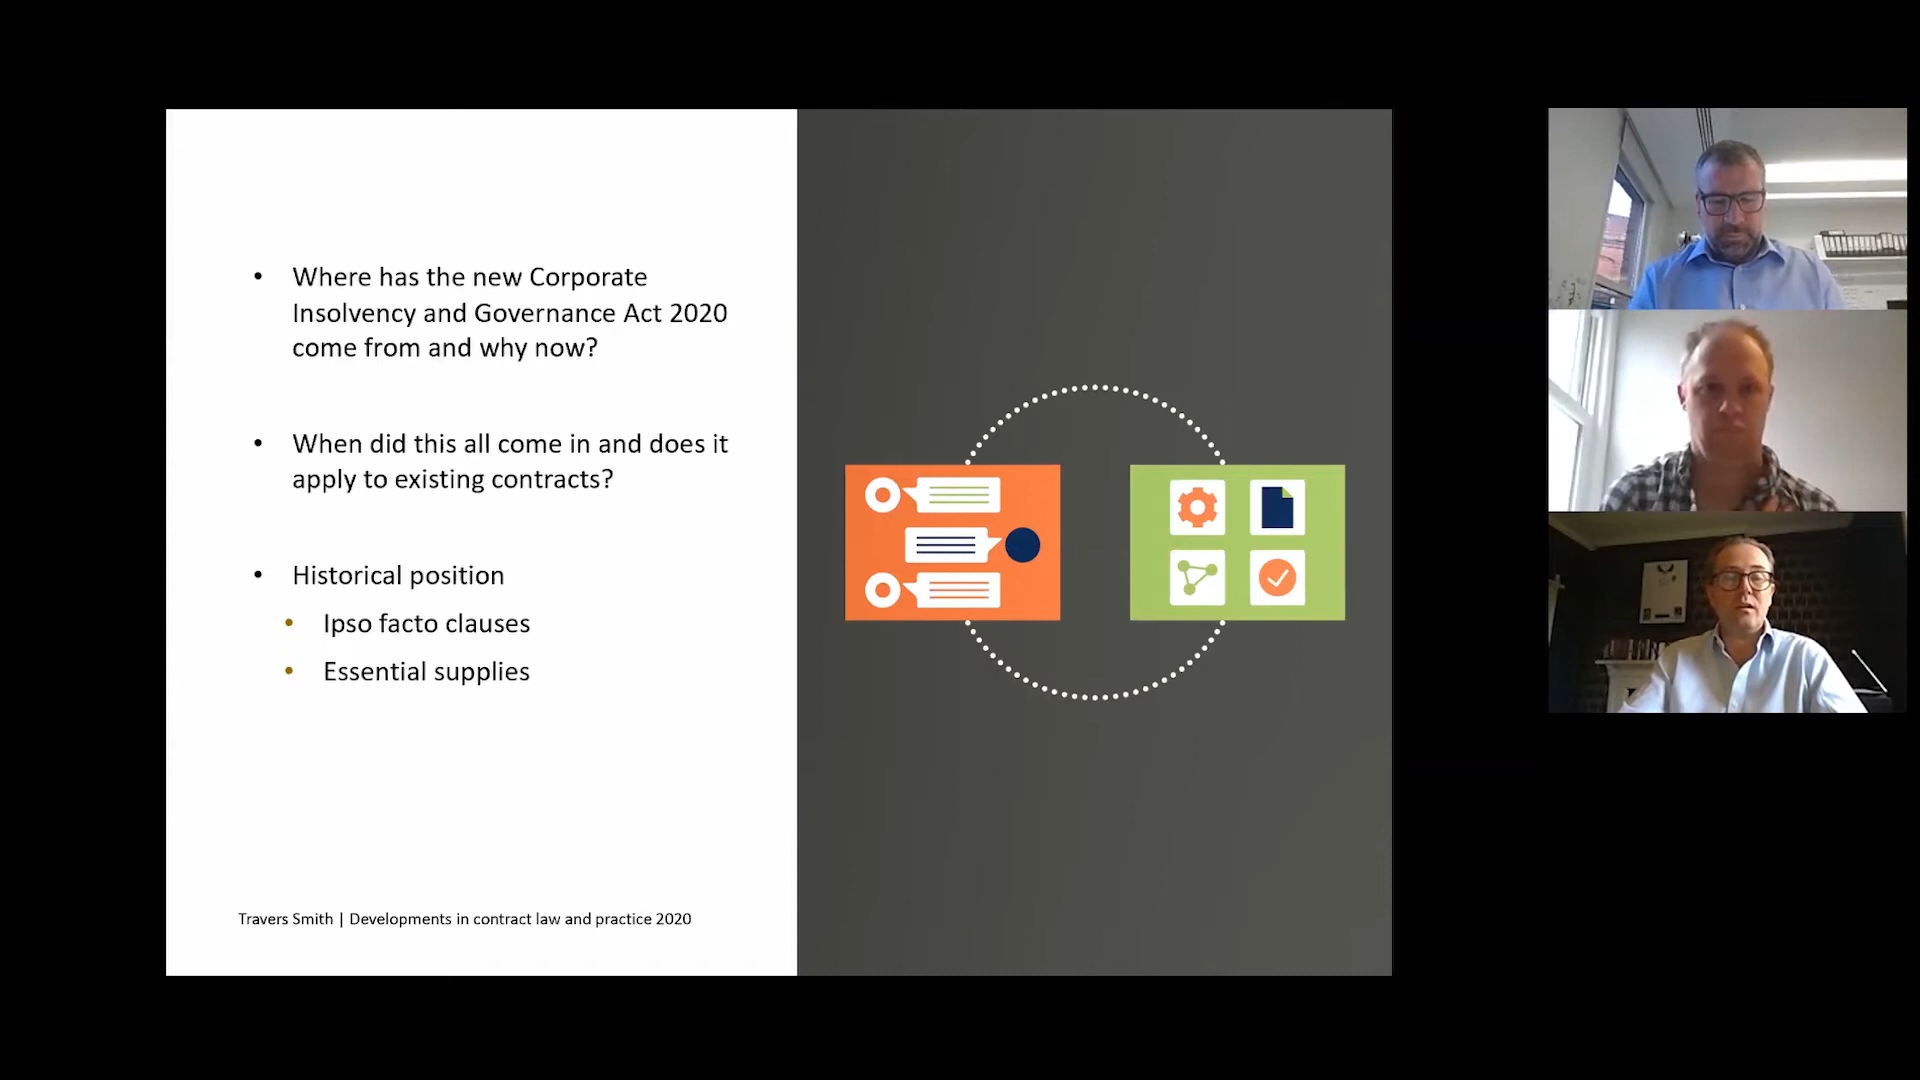 • Where has the new Corporate
Insolvency and Governance Act 2020
come from and why now?
• When did this all come in and does it
apply to existing contracts?
• Historical position
• Ipso facto clauses
• Essential supplies
Travers Smith | Developments in contract law and practice 2020